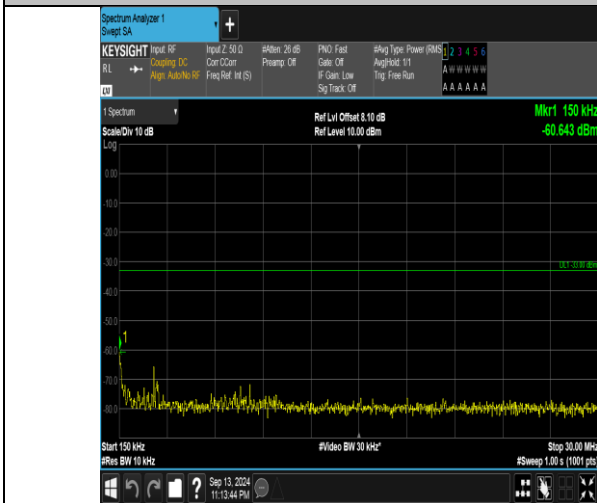 Spectrum Analyzer 1
Swept SA
+
KEYSIGHT
RL
Input: RF
Coupling: DC
Align: Auto/No RF
Input Z: 50 Ω
Corr CCorr
Freq Ref: Int (S)
#Atten: 26 dB
Preamp: Off
PNO: Fast
Gate: Off
IF Gain: Low
Sig Track: Off
#Avg Type: Power (RMS
Avg|Hold: 1/1
Trig: Free Run
1 2 3 4 5 6
A W W W W W
A A A A A A
1 Spectrum
Scale/Div 10 dB
Log
Ref Lvl Offset 8.10 dB
Ref Level 10.00 dBm
Mkr1 150 kHz
-60.643 dBm
0.00
-10.0
-20.0
-30.0
DL1 -33.00 dBm
-40.0
-50.0
1
-60.0
-70.0
-80.0
Start 150 kHz
#Video BW 30 kHz*
Stop 30.00 MHz
#Res BW 10 kHz
#Sweep 1.00 s (1001 pts)
?
Sep 13, 2024
11:13:44 PM